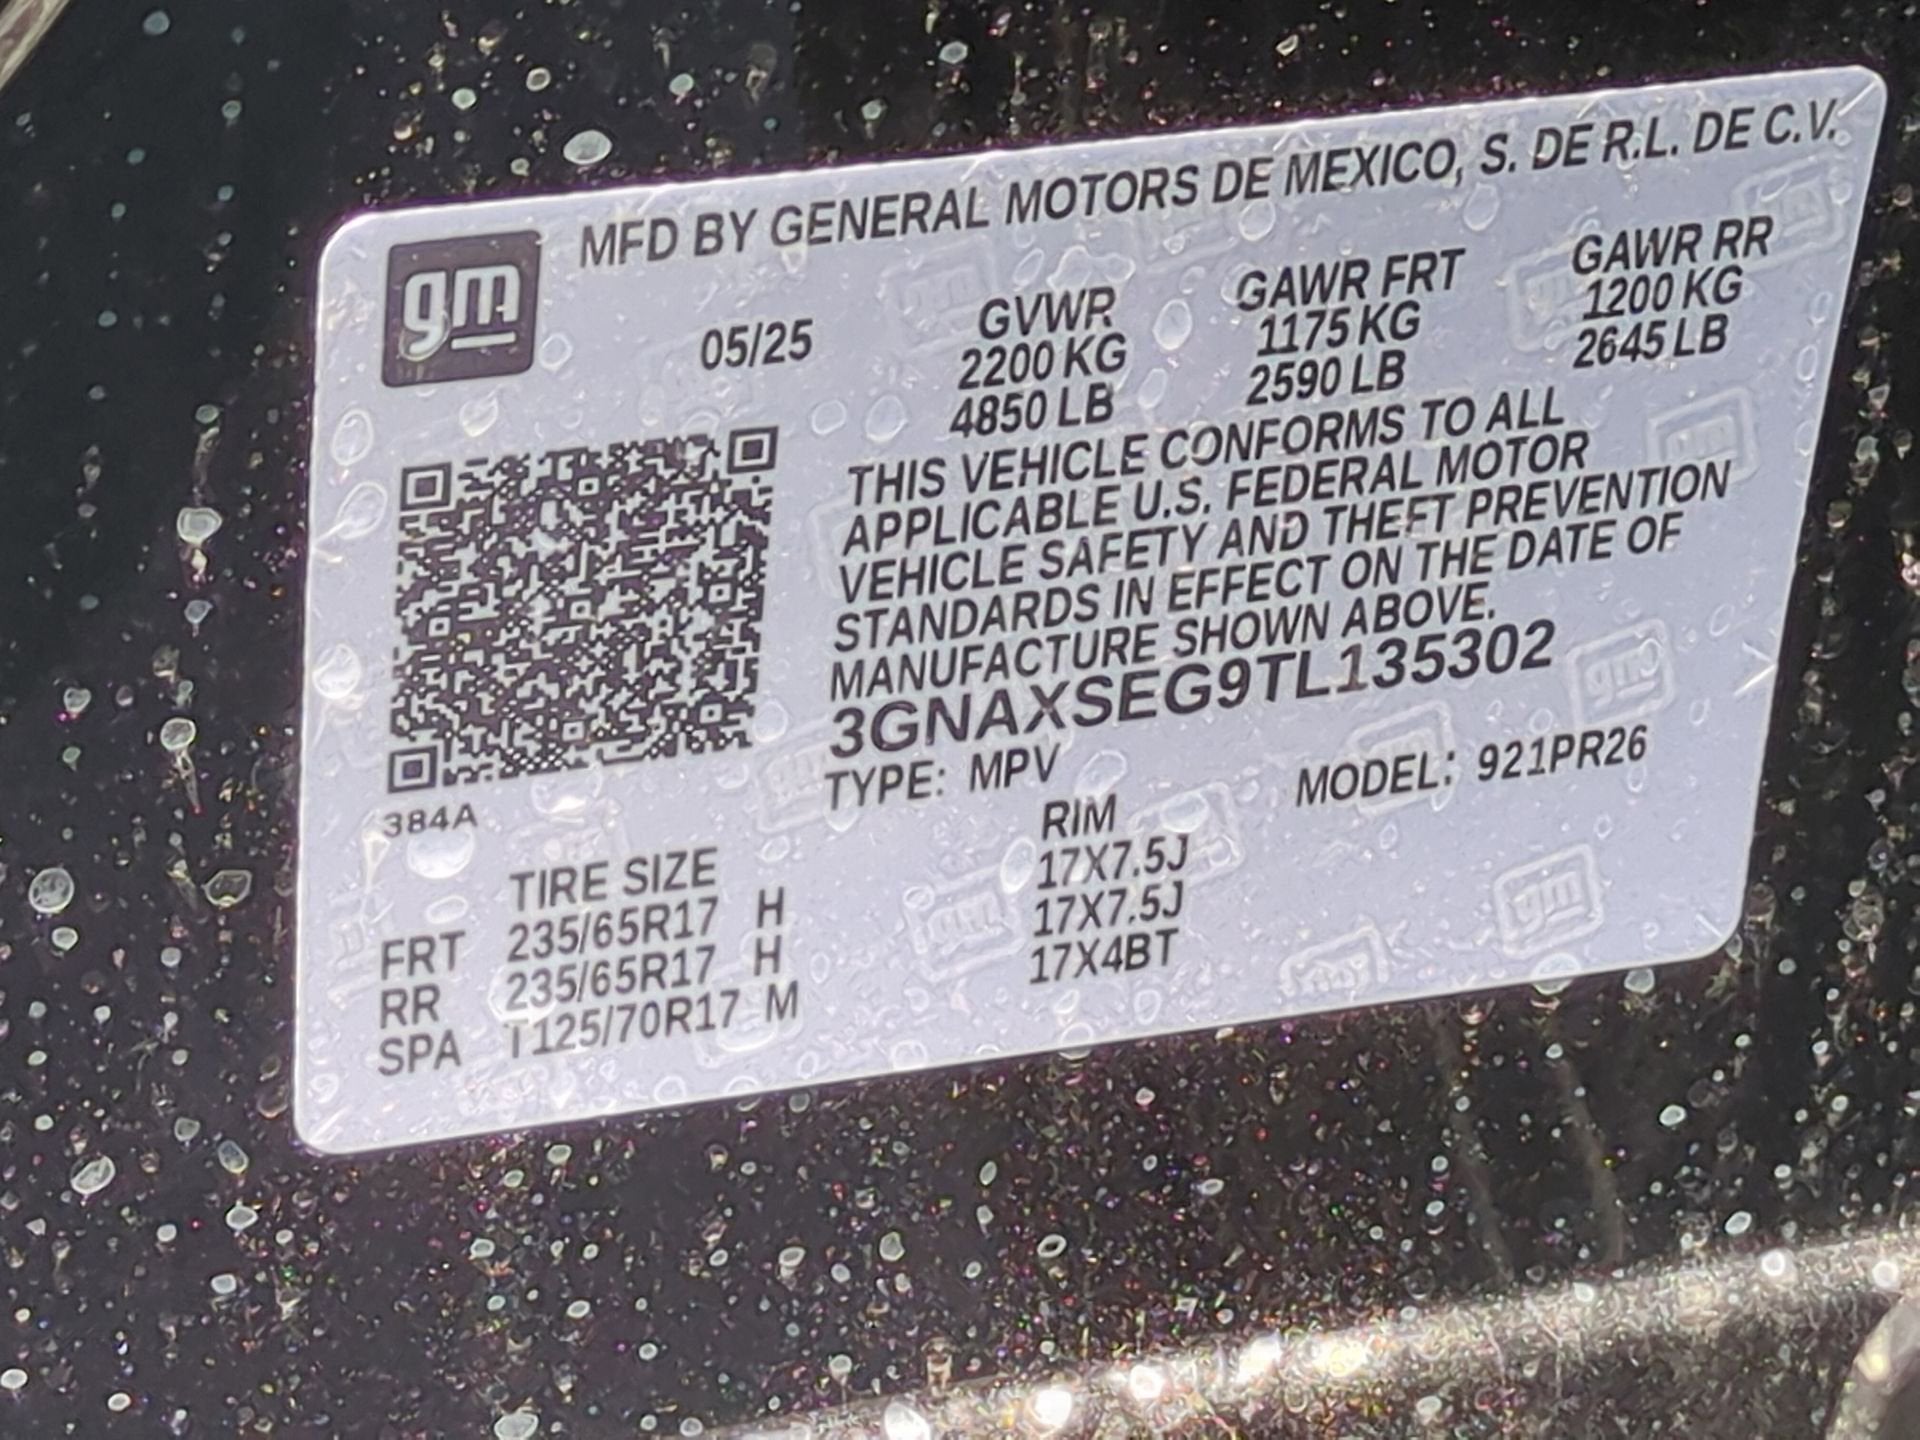 MFD BY GENERAL MOTORS DE MEXICO, S. DE R.L. DE C.V.
gm
05/25
GVWR GAWR FRT GAWR RR
2200 KG 1175 KG 1200 KG
4850 LB 2590 LB 2645 LB
THIS VEHICLE CONFORMS TO ALL
APPLICABLE U.S. FEDERAL MOTOR
VEHICLE SAFETY AND THEFT PREVENTION
STANDARDS IN EFFECT ON THE DATE OF
MANUFACTURE SHOWN ABOVE.
3GNAXSEG9TL135302
TYPE: MPV MODEL: 921PR26
384A
TIRE SIZE RIM
FRT 235/65R17 H 17X7.5J
RR 235/65R17 H 17X7.5J
SPA T125/70R17 M 17X4BT